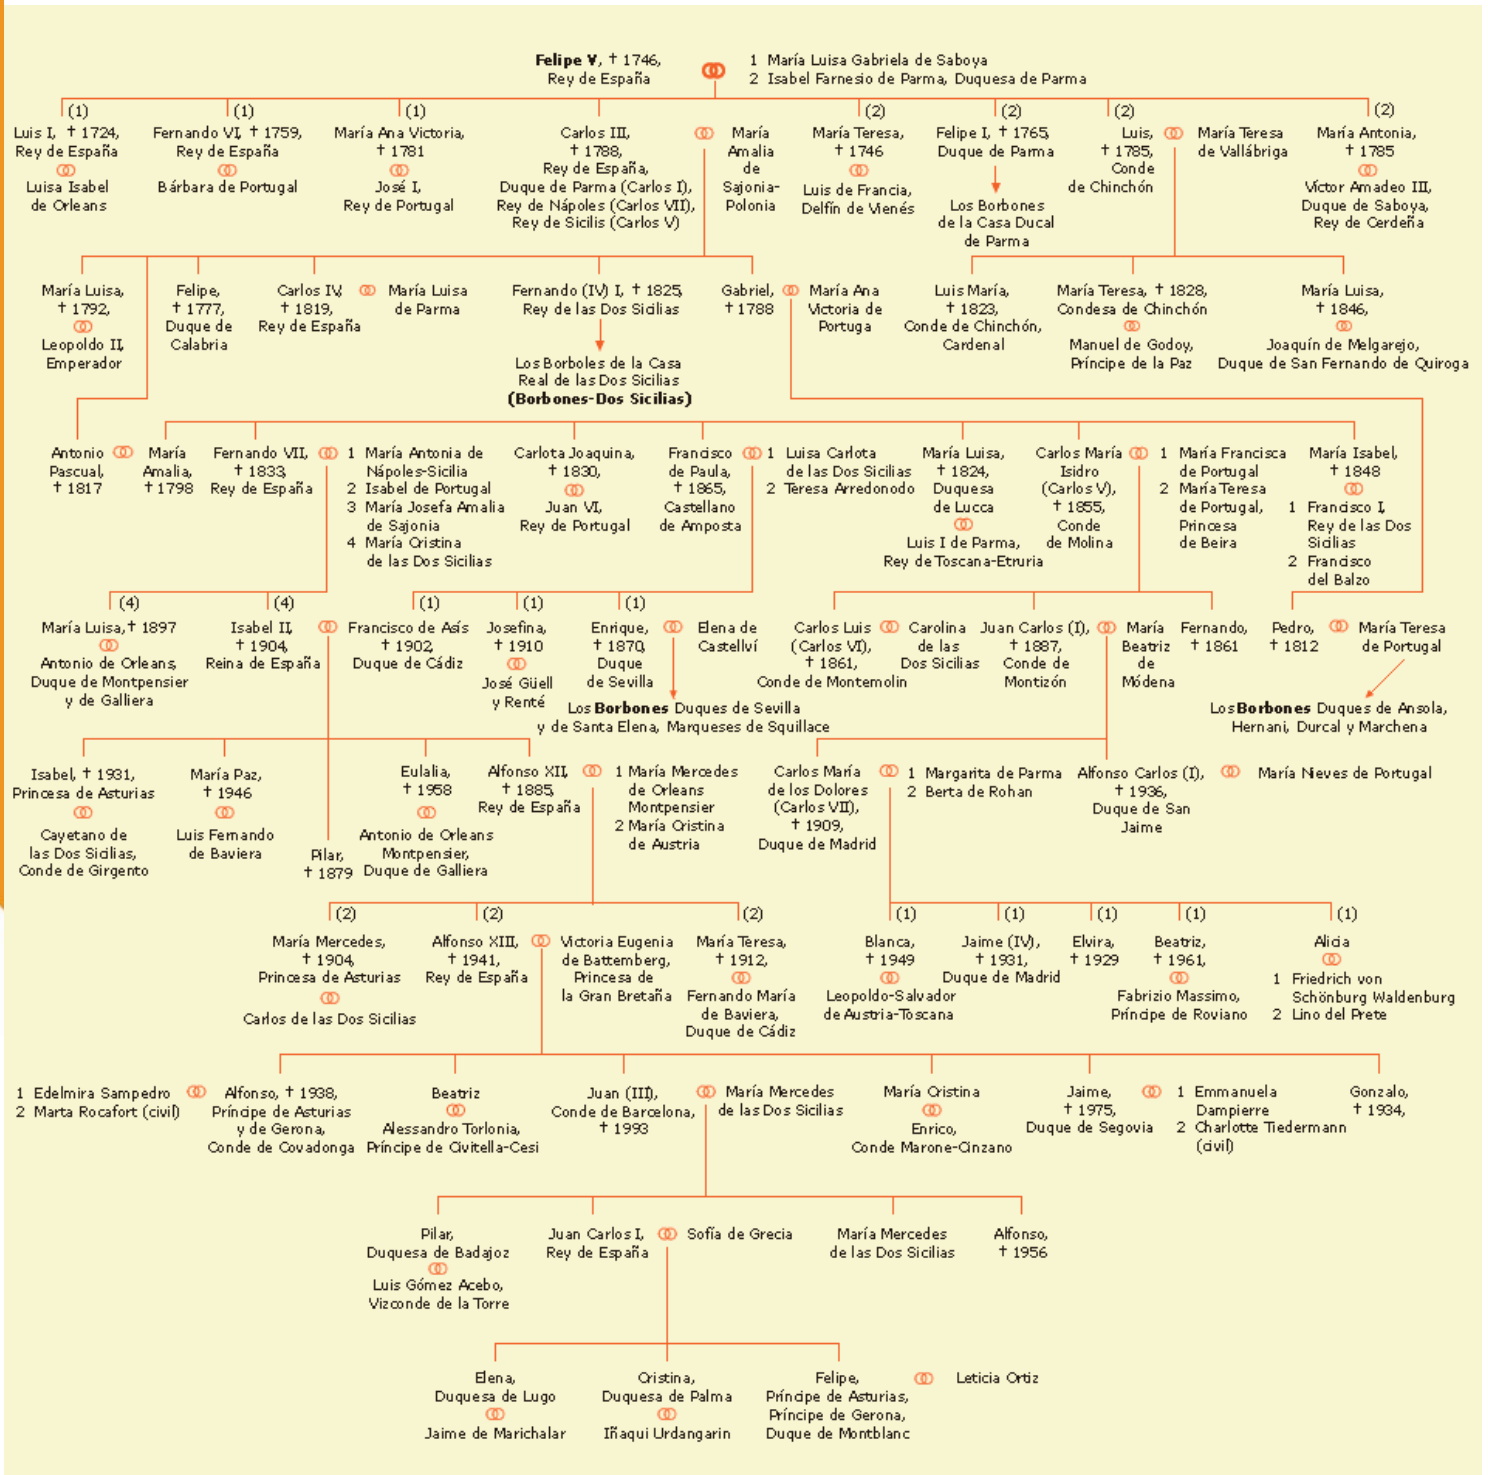 Felipe V, † 1746,
Rey de España
1 María Luisa Gabriela de Saboya
2 Isabel Farnesio de Parma, Duquesa de Parma
(1)
Luis I, † 1724,
Rey de España
Luisa Isabel
de Orleans
(1)
Fernando VI, † 1759,
Rey de España
Bárbara de Portugal
(1)
María Ana Victoria,
† 1781
José I,
Rey de Portugal
Carlos III,
† 1788,
Rey de España,
Duque de Parma (Carlos I),
Rey de Nápoles (Carlos VII),
Rey de Sicilis (Carlos V)
María
Amalia
de
Sajonia-
Polonia
(2)
María Teresa,
† 1746
Luis de Francia,
Delfín de Vienés
(2)
Felipe I, † 1765,
Duque de Parma
Los Borbones
de la Casa Ducal
de Parma
(2)
Luis,
† 1785,
Conde
de Chinchón
María Teresa
de Vallábriga
(2)
María Antonia,
† 1785
Víctor Amadeo III,
Duque de Saboya,
Rey de Cerdeña
María Luisa,
† 1792,
Leopoldo II,
Emperador
Felipe,
† 1777,
Duque de
Calabria
Carlos IV,
† 1819,
Rey de España
María Luisa
de Parma
Fernando (IV) I, † 1825,
Rey de las Dos Sicilias
Los Borboles de la Casa
Real de las Dos Sicilias
(Borbones-Dos Sicilias)
Gabriel,
† 1788
María Ana
Victoria de
Portuga
Luis María,
† 1823,
Conde de Chinchón,
Cardenal
María Teresa, † 1828,
Condesa de Chinchón
Manuel de Godoy,
Príncipe de la Paz
María Luisa,
† 1846,
Joaquín de Melgarejo,
Duque de San Fernando de Quiroga
Antonio
Pascual,
† 1817
María
Amalia,
† 1798
Fernando VII,
† 1833,
Rey de España
1 María Antonia de
Nápoles-Sicilia
2 Isabel de Portugal
3 María Josefa Amalia
de Sajonia
4 María Cristina
de las Dos Sicilias
Carlota Joaquina,
† 1830,
Juan VI,
Rey de Portugal
Francisco
de Paula,
† 1865,
Castellano
de Amposta
1 Luisa Carlota
de las Dos Sicilias
2 Teresa Arredonodo
María Luisa,
† 1824,
Duquesa
de Lucca
Luis I de Parma,
Rey de Toscana-Etruria
Carlos María
Isidro
(Carlos V),
† 1855,
Conde
de Molina
1 María Francisca
de Portugal
2 María Teresa
de Portugal,
Princesa
de Beira
María Isabel,
† 1848
1 Francisco I,
Rey de las Dos
Sicilias
2 Francisco
del Balzo
(4)
María Luisa, † 1897
Antonio de Orleans,
Duque de Montpensier
y de Galliera
(4)
Isabel II,
† 1904,
Reina de España
(1)
Francisco de Asís
† 1902,
Duque de Cádiz
(1)
Josefina,
† 1910
José Güell
y Renté
(1)
Enrique,
† 1870,
Duque
de Sevilla
Elena de
Castellví
Los Borbones Duques de Sevilla
y de Santa Elena, Marqueses de Squillace
Carlos Luis
(Carlos VI),
† 1861,
Conde de Montemolin
Carolina
de las
Dos Sicilias
Juan Carlos (I),
† 1887,
Conde de
Montizón
María
Beatriz
de
Módena
Fernando,
† 1861
Pedro,
† 1812
María Teresa
de Portugal
Los Borbones Duques de Ansola,
Hernani, Durcal y Marchena
Isabel, † 1931,
Princesa de Asturias
Cayetano de
las Dos Sicilias,
Conde de Girgento
María Paz,
† 1946
Luis Fernando
de Baviera
Pilar,
† 1879
Eulalia,
† 1958
Antonio de Orleans
Montpensier,
Duque de Galliera
Alfonso XII,
† 1885,
Rey de España
1 María Mercedes
de Orleans
Montpensier
2 María Cristina
de Austria
Carlos María
de los Dolores
(Carlos VII),
† 1909,
Duque de Madrid
1 Margarita de Parma
2 Berta de Rohan
Alfonso Carlos (I),
† 1936,
Duque de San
Jaime
María Nieves de Portugal
(2)
María Mercedes,
† 1904,
Princesa de Asturias
Carlos de las Dos Sicilias
(2)
Alfonso XIII,
† 1941,
Rey de España
Victoria Eugenia
de Battemberg,
Princesa de
la Gran Bretaña
(2)
María Teresa,
† 1912,
Fernando María
de Baviera,
Duque de Cádiz
(1)
Blanca,
† 1949
Leopoldo-Salvador
de Austria-Toscana
(1)
Jaime (IV),
† 1931,
Duque de Madrid
(1)
Elvira,
† 1929
(1)
Beatriz,
† 1961,
Fabrizio Massimo,
Príncipe de Roviano
(1)
Alicia
1 Friedrich von
Schönburg Waldenburg
2 Lino del Prete
1 Edelmira Sampedro
2 Marta Rocafort (civil)
Alfonso, † 1938,
Príncipe de Asturias
y de Gerona,
Conde de Covadonga
Beatriz
Alessandro Torlonia,
Príncipe de Civitella-Cesi
Juan (III),
Conde de Barcelona,
† 1993
María Mercedes
de las Dos Sicilias
María Cristina
Enrico,
Conde Marone-Cinzano
Jaime,
† 1975,
Duque de Segovia
1 Emmanuela
Dampierre
2 Charlotte Tiedermann
(civil)
Gonzalo,
† 1934,
Pilar,
Duquesa de Badajoz
Luis Gómez Acebo,
Vizconde de la Torre
Juan Carlos I,
Rey de España
Sofía de Grecia
María Mercedes
de las Dos Sicilias
Alfonso,
† 1956
Elena,
Duquesa de Lugo
Jaime de Marichalar
Cristina,
Duquesa de Palma
Iñaqui Urdangarin
Felipe,
Príncipe de Asturias,
Príncipe de Gerona,
Duque de Montblanc
Leticia Ortiz